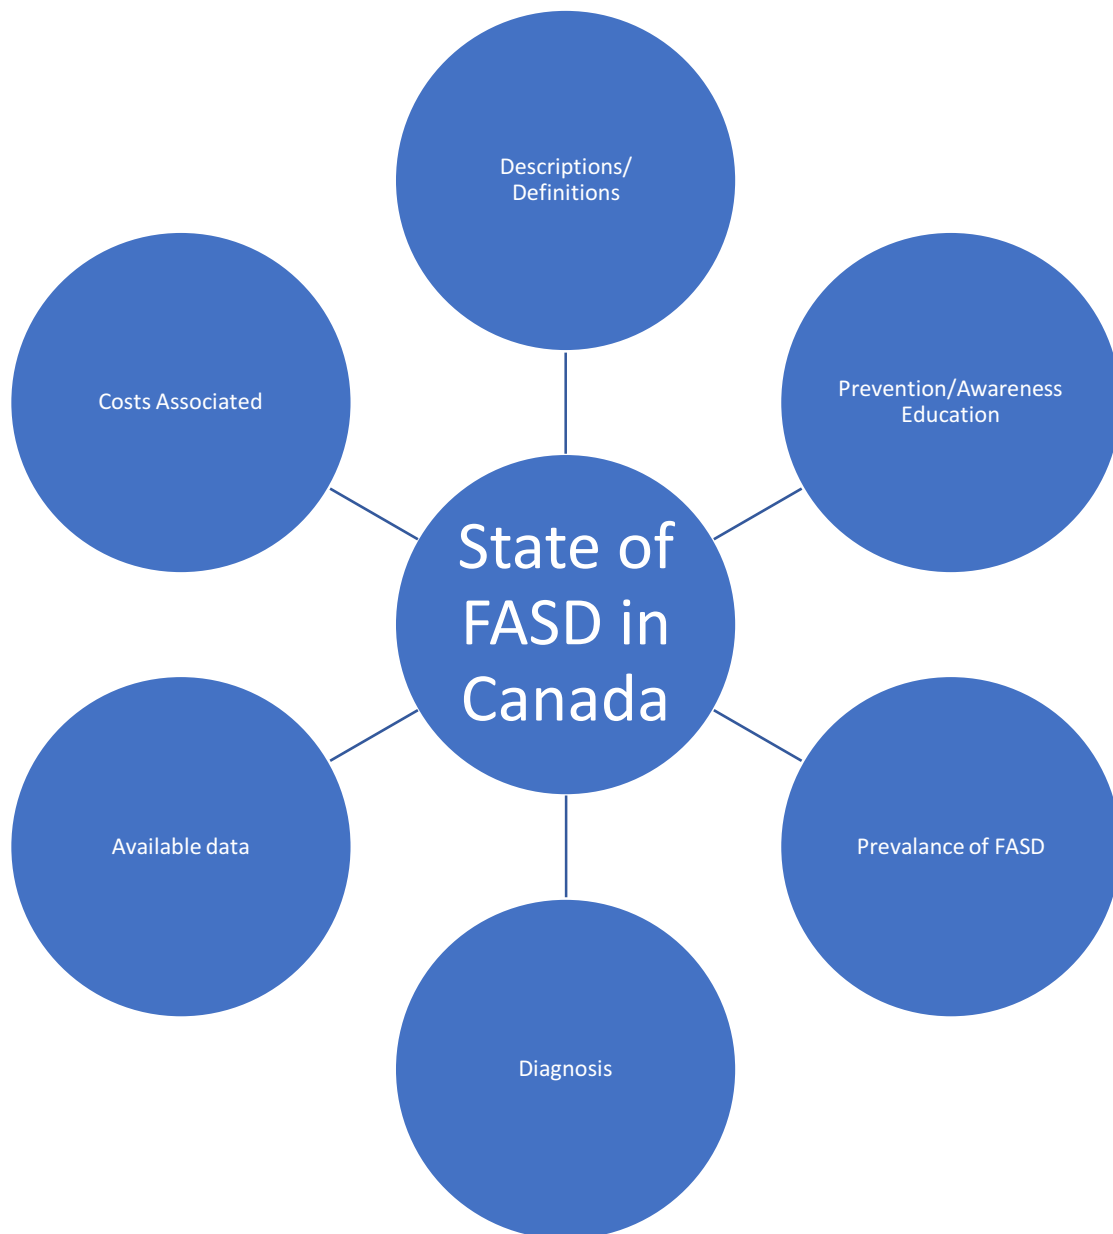 Descriptions/
Definitions
Costs Associated
Prevention/Awareness
Education
State of
FASD in
Canada
Available data
Prevalance of FASD
Diagnosis